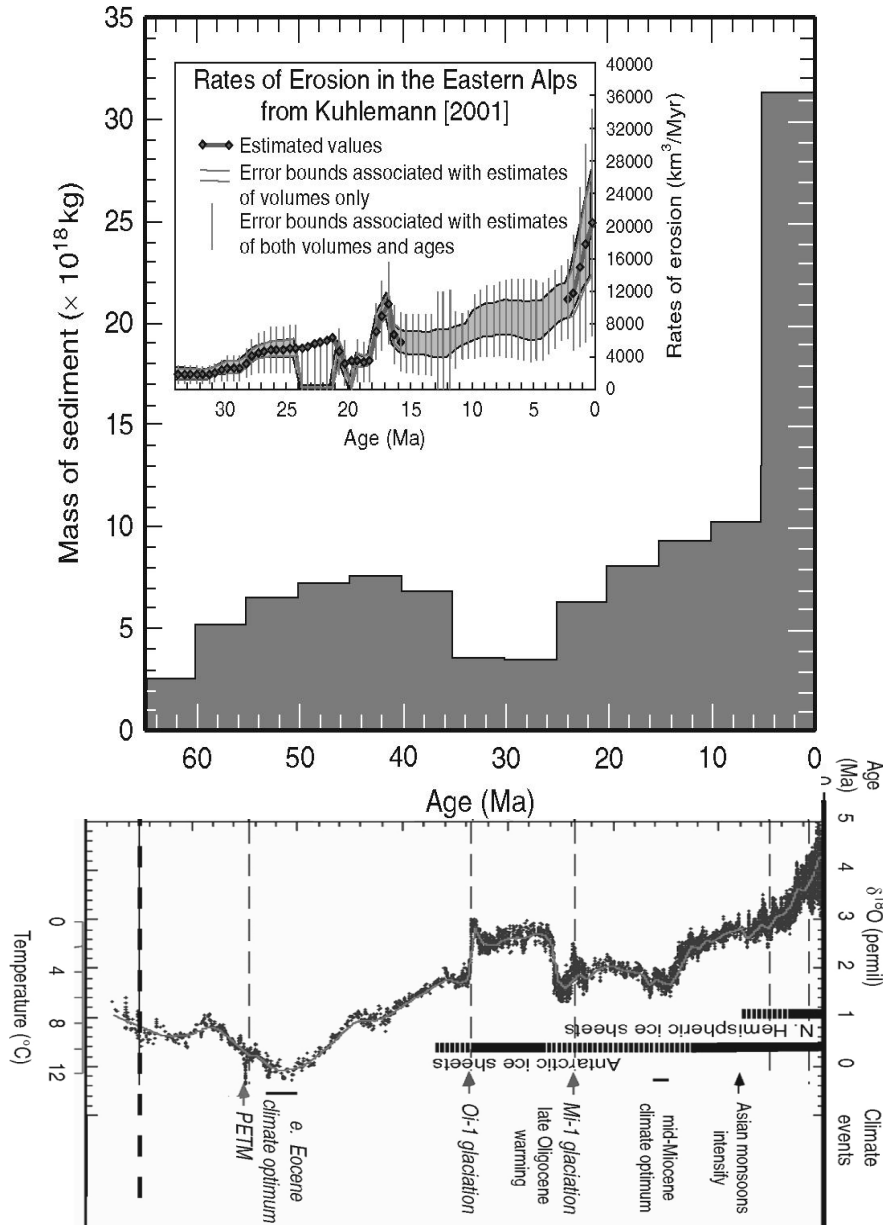 35
30
25
20
15
10
5
0
Mass of sediment (× 10¹⁸kg)
Rates of Erosion in the Eastern Alps
from Kuhlemann [2001]
Estimated values
Error bounds associated with estimates
of volumes only
Error bounds associated with estimates
of both volumes and ages
40000
36000
32000
28000
24000
20000
16000
12000
8000
4000
0
Rates of erosion (km³/Myr)
30
25
20
15
10
5
0
Age (Ma)
60
50
40
30
20
10
0
Age (Ma)
Age
(Ma)
0
5
4
3
2
1
0
δ¹⁸O (permil)
0
4
8
12
Temperature (°C)
N. Hemispheric ice sheets
Antarctic ice sheets
Climate
events
PETM
e. Eocene
climate optimum
Oi-1 glaciation
late Oligocene
warming
Mi-1 glaciation
mid-Miocene
climate optimum
Asian monsoons
intensify